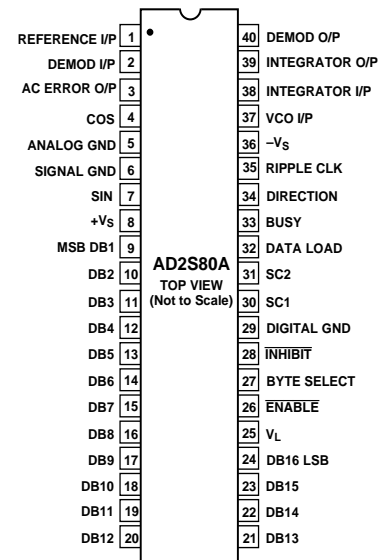 REFERENCE I/P 1 40 DEMOD O/P
DEMOD I/P 2 39 INTEGRATOR O/P
AC ERROR O/P 3 38 INTEGRATOR I/P
COS 4 37 VCO I/P
ANALOG GND 5 36 –VS
SIGNAL GND 6 35 RIPPLE CLK
SIN 7 34 DIRECTION
+VS 8 33 BUSY
MSB DB1 9 32 DATA LOAD
DB2 10 AD2S80A 31 SC2
DB3 11 TOP VIEW 30 SC1
(Not to Scale)
DB4 12 29 DIGITAL GND
DB5 13 28 INHIBIT
DB6 14 27 BYTE SELECT
DB7 15 26 ENABLE
DB8 16 25 VL
DB9 17 24 DB16 LSB
DB10 18 23 DB15
DB11 19 22 DB14
DB12 20 21 DB13